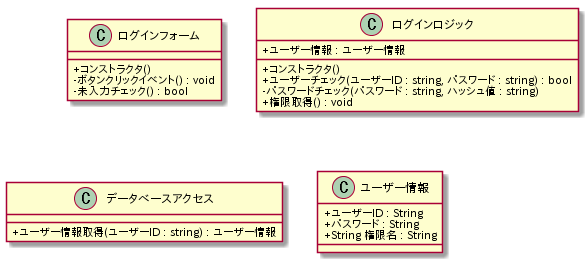 C ログインフォーム
+コンストラクタ()
-ボタンクリックイベント() : void
-未入力チェック() : bool
C ログインロジック
+ユーザー情報 : ユーザー情報
+コンストラクタ()
+ユーザーチェック(ユーザーID : string, パスワード : string) : bool
-パスワードチェック(パスワード : string, ハッシュ値 : string)
+権限取得() : void
C データベースアクセス
+ユーザー情報取得(ユーザーID : string) : ユーザー情報
C ユーザー情報
+ユーザーID : String
+パスワード : String
+String 権限名 : String